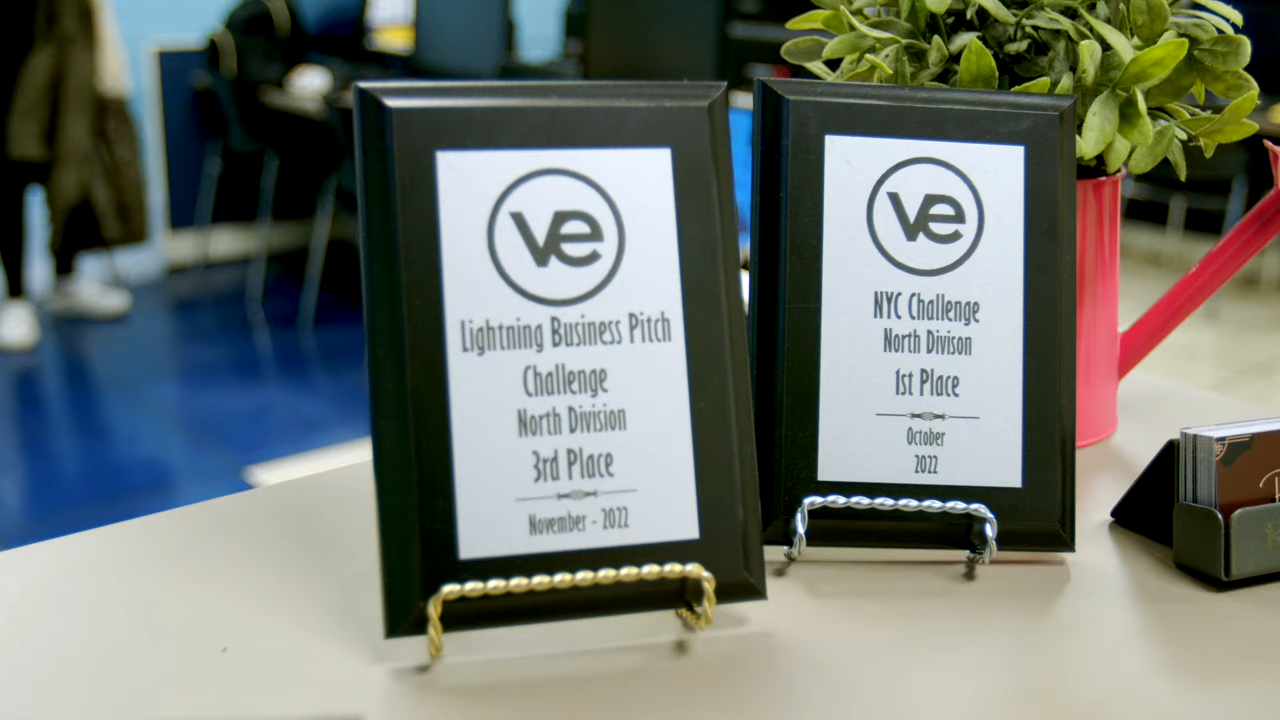 ve
Lightning Business Pitch
Challenge
North Division
3rd Place
November - 2022
ve
NYC Challenge
North Divison
1st Place
October
2022